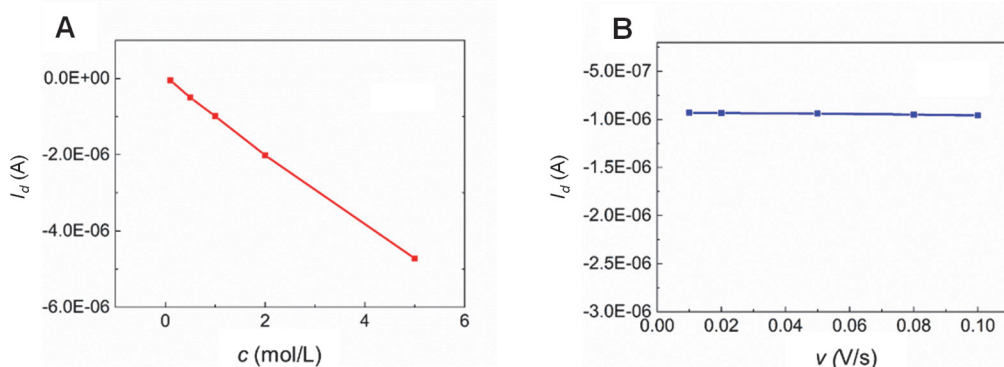 A
0.0E+00
-2.0E-06
-4.0E-06
-6.0E-06
I_d (A)
0 2 4 6
c (mol/L)
B
-5.0E-07
-1.0E-06
-1.5E-06
-2.0E-06
-2.5E-06
-3.0E-06
I_d (A)
0.00 0.02 0.04 0.06 0.08 0.10
v (V/s)